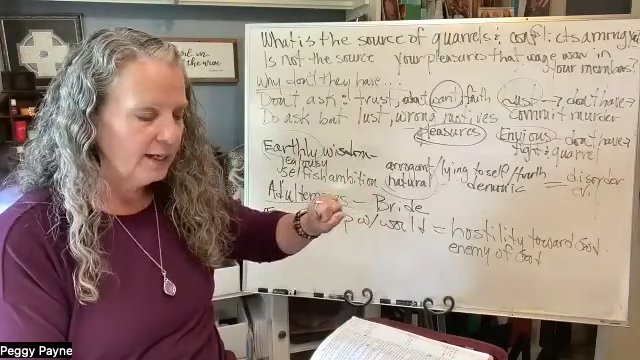 What is the source of quarrels & conflicts among
Is not the source your pleasures that wage war in
your members?
Why don't they have...
Don't ask = trust, want faith
Lust → don't have →
commit murder
Do ask but lust, wrong motives
pleasures
Envious don't have →
fight & quarrel
Earthly wisdom -
jealousy
selfish ambition
arrogant
natural
/lying to self/truth
demonic
= disorder
Adulteresses - Bride
w/world = hostility toward God
enemy of God
Peggy Payne